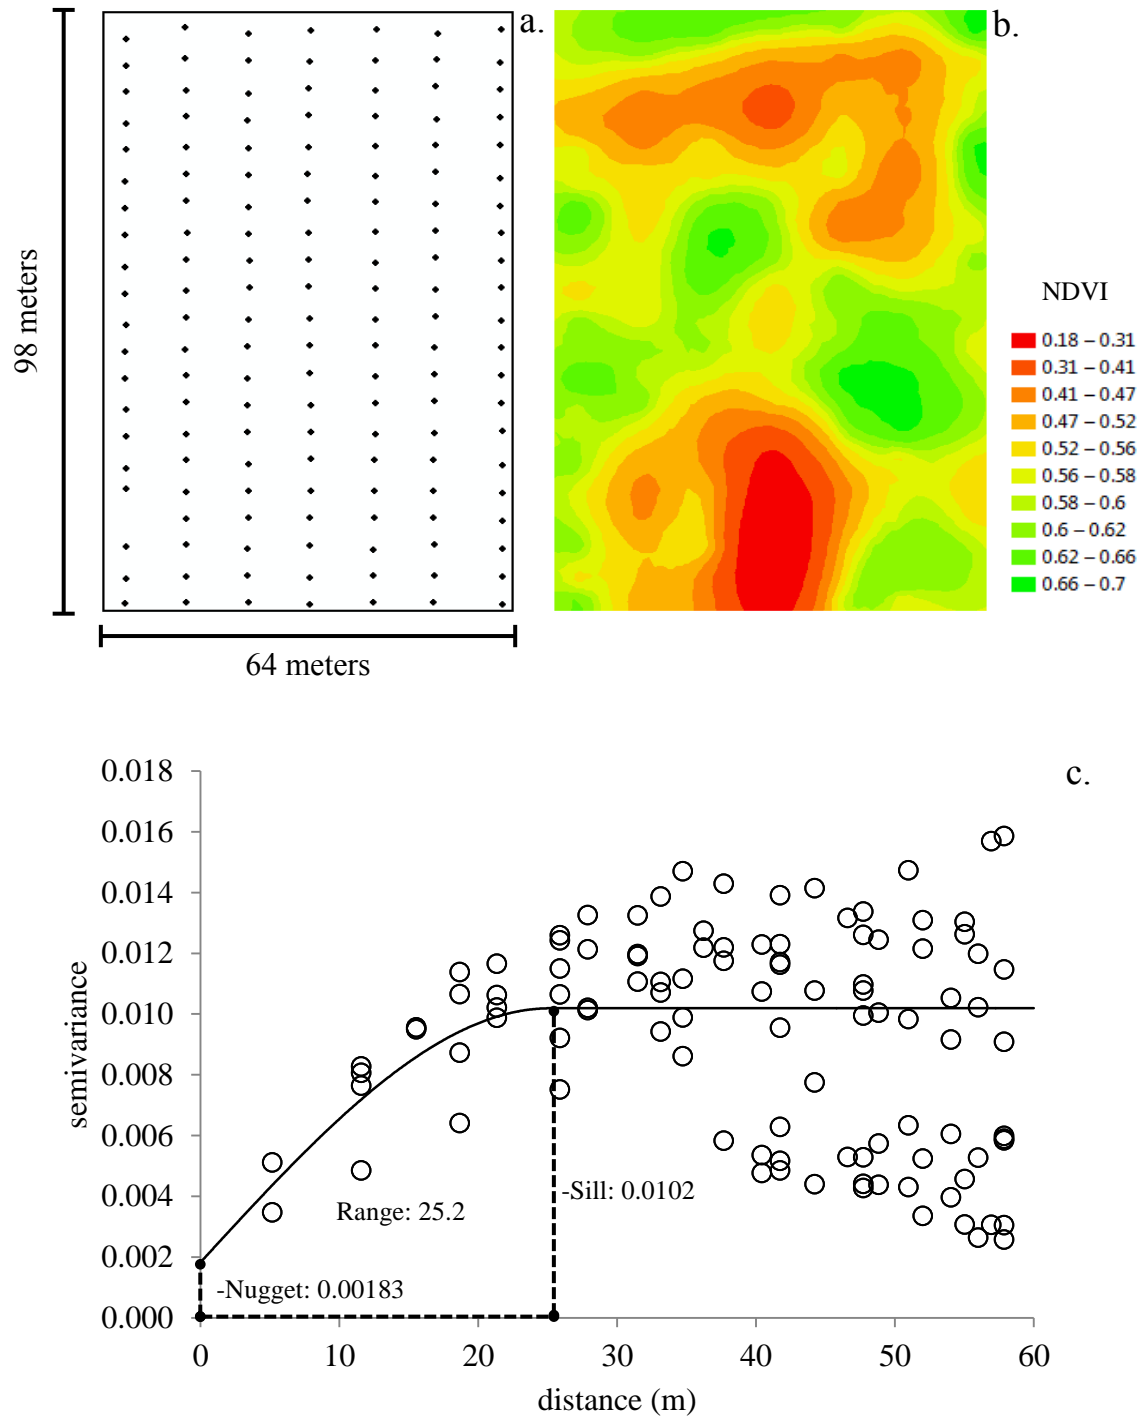 a.
b.
98 meters
64 meters
NDVI
0.18 – 0.31
0.31 – 0.41
0.41 – 0.47
0.47 – 0.52
0.52 – 0.56
0.56 – 0.58
0.58 – 0.6
0.6 – 0.62
0.62 – 0.66
0.66 – 0.7
c.
0.018
0.016
0.014
0.012
0.010
0.008
0.006
0.004
0.002
0.000
semivariance
Range: 25.2
-Sill: 0.0102
-Nugget: 0.00183
0 10 20 30 40 50 60
distance (m)